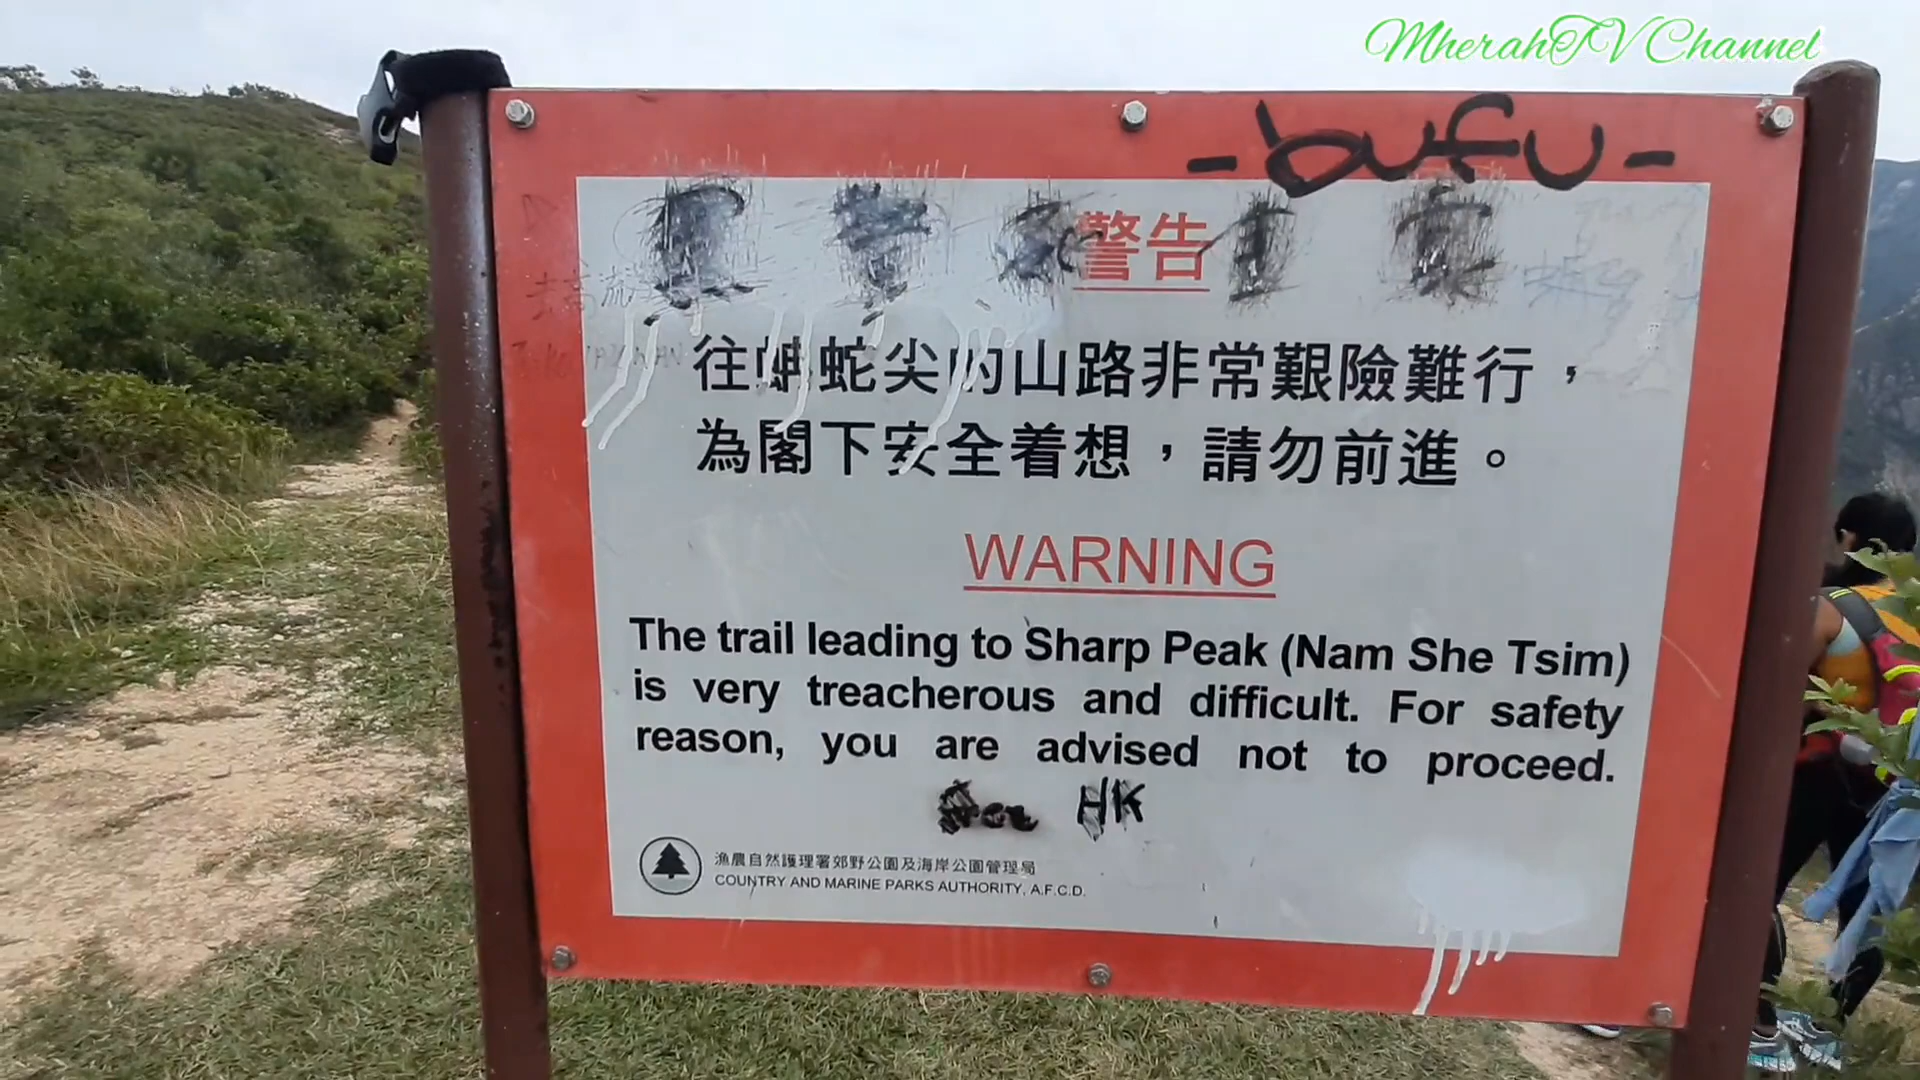 MherahTV Channel
-bufu-
警告
往蚺蛇尖的山路非常艱險難行，
為閣下安全着想，請勿前進。
WARNING
The trail leading to Sharp Peak (Nam She Tsim)
is very treacherous and difficult. For safety
reason, you are advised not to proceed.
HK
漁農自然護理署郊野公園及海岸公園管理局
COUNTRY AND MARINE PARKS AUTHORITY, A.F.C.D.